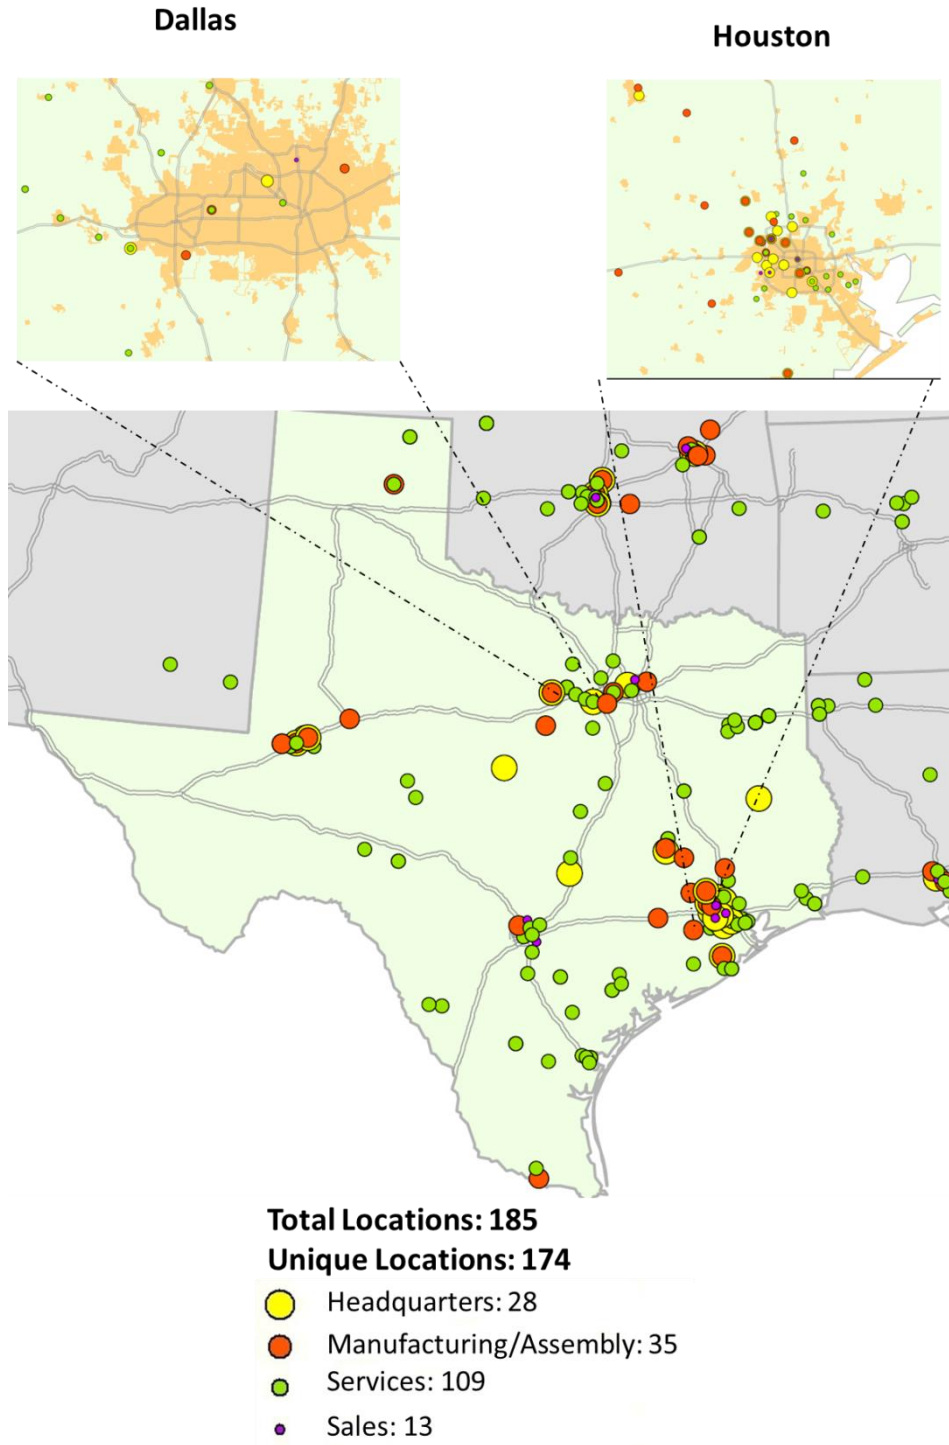 Dallas
Houston
Total Locations: 185
Unique Locations: 174
Headquarters: 28
Manufacturing/Assembly: 35
Services: 109
Sales: 13